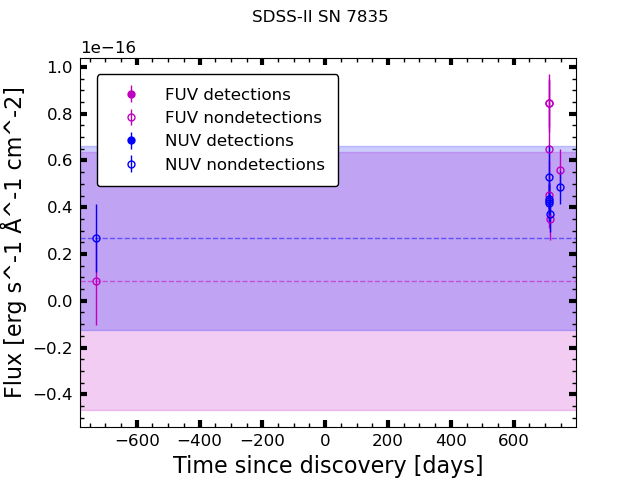 SDSS-II SN 7835
1e−16
1.0
0.8
0.6
0.4
0.2
0.0
−0.2
−0.4
Flux [erg s^-1 Å^-1 cm^-2]
FUV detections
FUV nondetections
NUV detections
NUV nondetections
−600 −400 −200 0 200 400 600
Time since discovery [days]